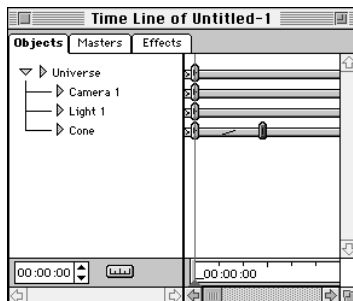 Time Line of Untitled-1
Objects Masters Effects
Universe
Camera 1
Light 1
Cone
00:00:00 00:00:00